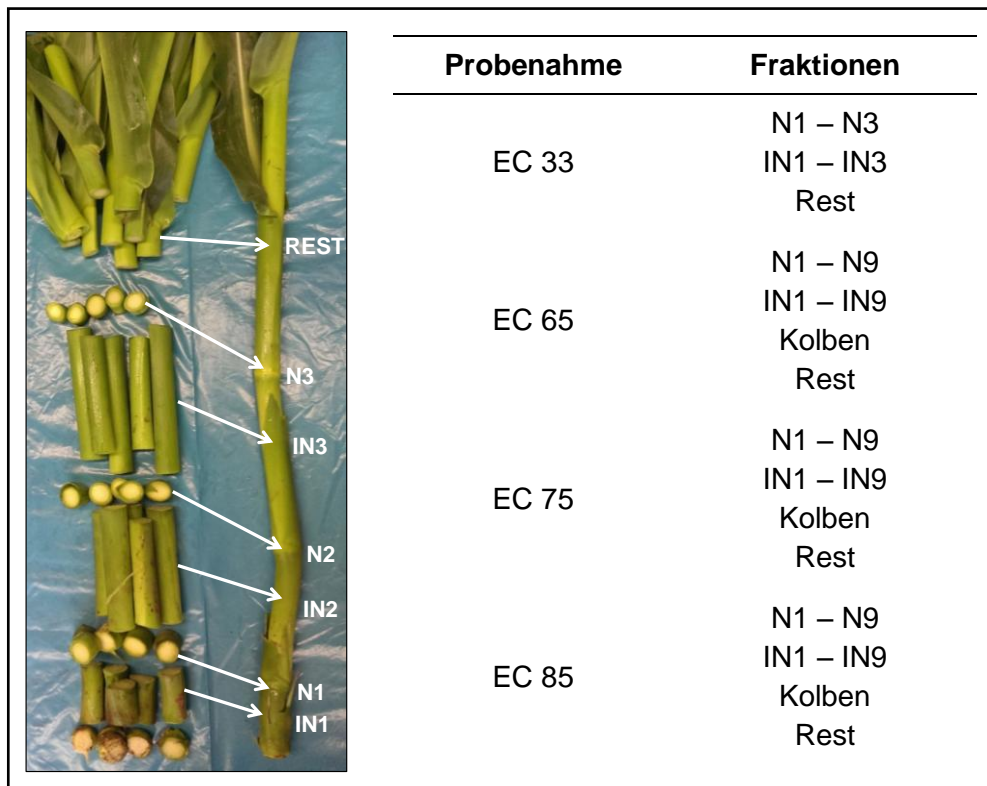 REST
N3
IN3
N2
IN2
N1
IN1
Probenahme Fraktionen
EC 33
N1 – N3
IN1 – IN3
Rest
EC 65
N1 – N9
IN1 – IN9
Kolben
Rest
EC 75
N1 – N9
IN1 – IN9
Kolben
Rest
EC 85
N1 – N9
IN1 – IN9
Kolben
Rest